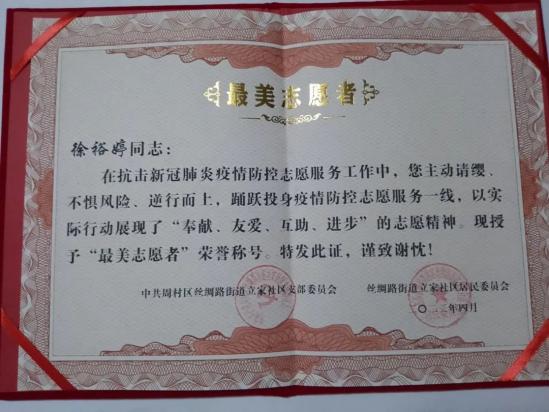 最美志愿者
徐裕婷同志：
在抗击新冠肺炎疫情防控志愿服务工作中，您主动请缨、
不惧风险、逆行而上，踊跃投身疫情防控志愿服务一线，以实
际行动展现了“奉献、友爱、互助、进步”的志愿精神。现授
予“最美志愿者”荣誉称号。特发此证，谨致谢忱！
中共周村区丝绸路街道立家社区支部委员会 丝绸路街道立家社区居民委员会
〇二二年四月